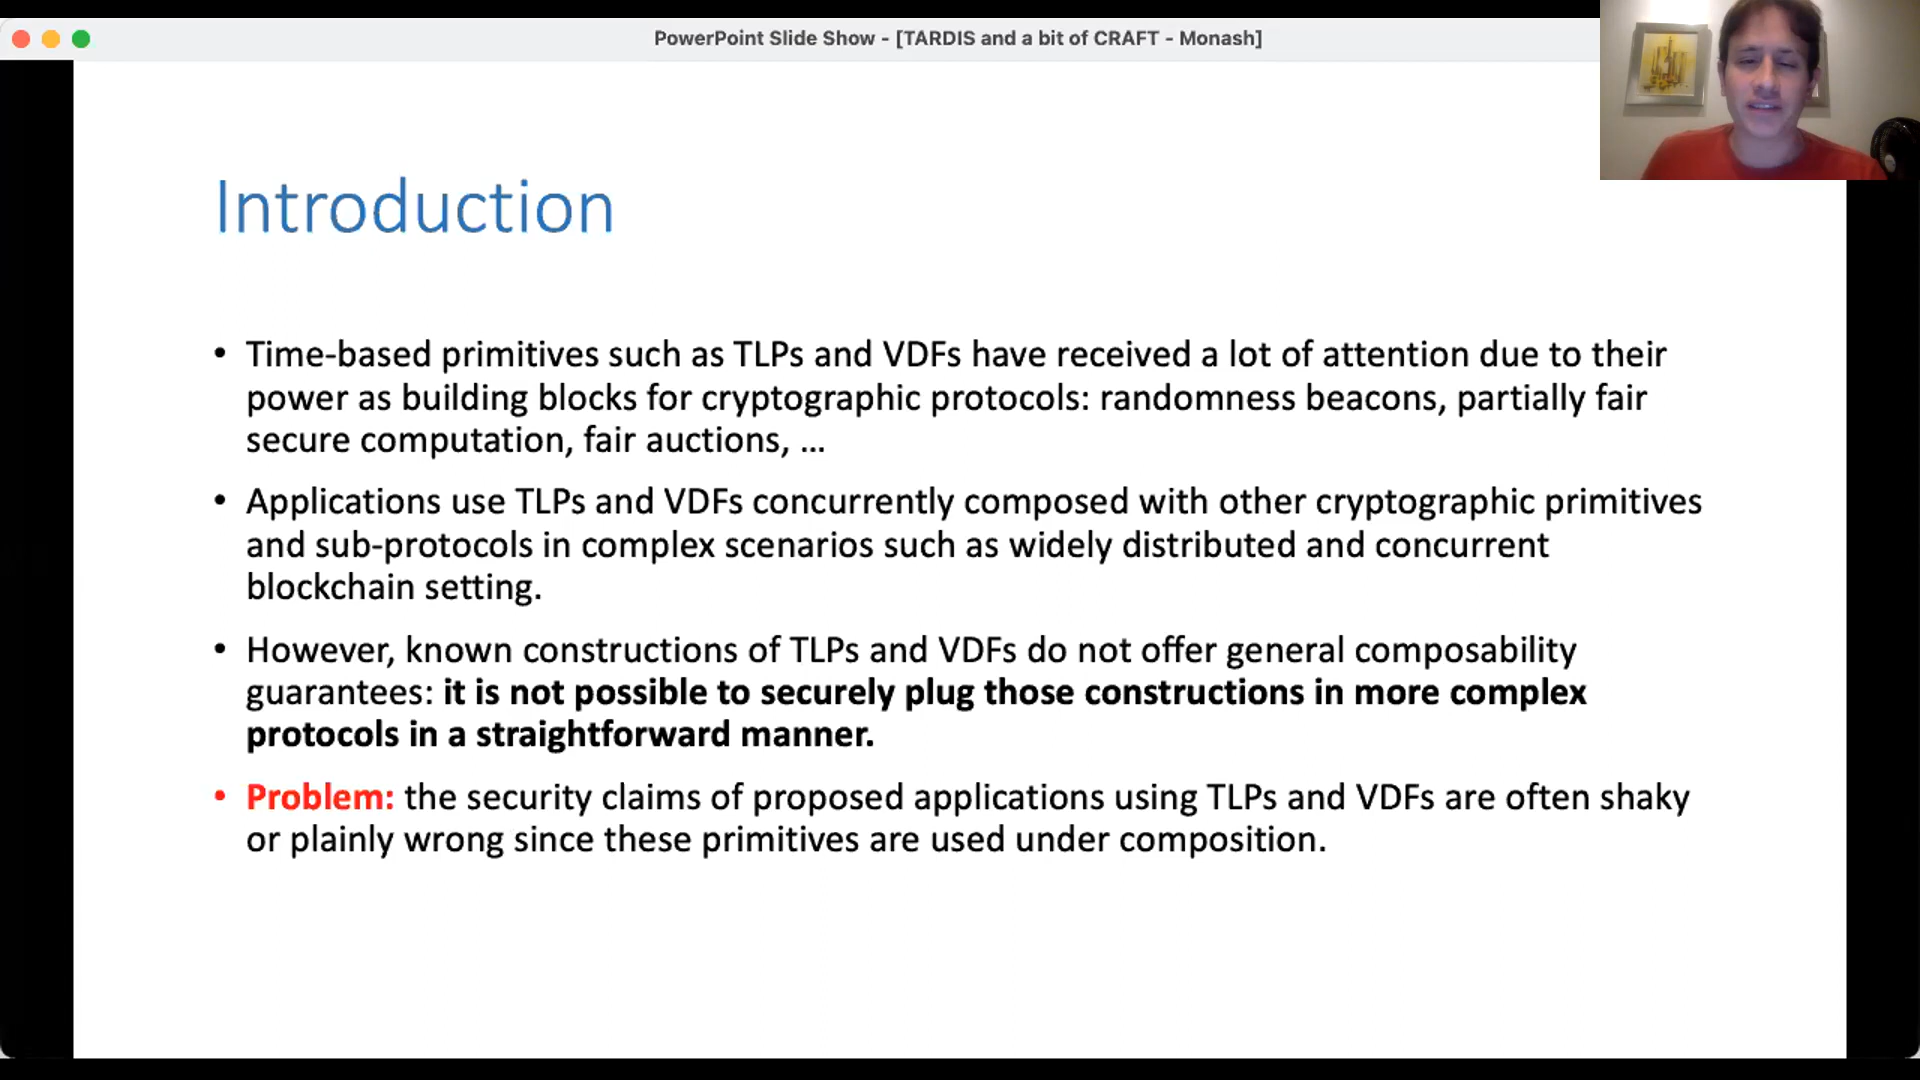 PowerPoint Slide Show - [TARDIS and a bit of CRAFT - Monash]
Introduction
• Time-based primitives such as TLPs and VDFs have received a lot of attention due to their
power as building blocks for cryptographic protocols: randomness beacons, partially fair
secure computation, fair auctions, ...
• Applications use TLPs and VDFs concurrently composed with other cryptographic primitives
and sub-protocols in complex scenarios such as widely distributed and concurrent
blockchain setting.
• However, known constructions of TLPs and VDFs do not offer general composability
guarantees: it is not possible to securely plug those constructions in more complex
protocols in a straightforward manner.
• Problem: the security claims of proposed applications using TLPs and VDFs are often shaky
or plainly wrong since these primitives are used under composition.